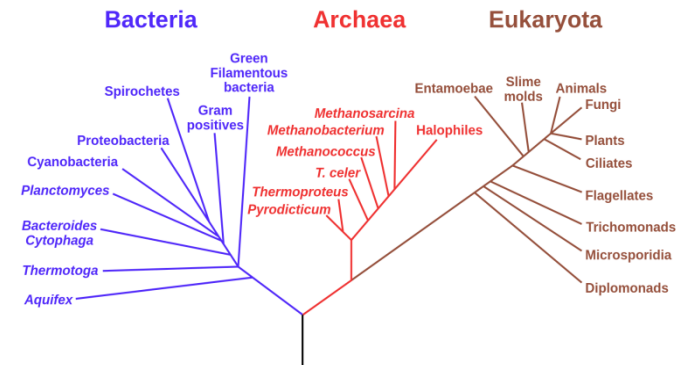 Bacteria
Archaea
Eukaryota
Green
Filamentous
bacteria
Spirochetes
Gram
positives
Proteobacteria
Cyanobacteria
Planctomyces
Bacteroides
Cytophaga
Thermotoga
Aquifex
Methanosarcina
Methanobacterium
Halophiles
Methanococcus
T. celer
Thermoproteus
Pyrodicticum
Entamoebae
Slime
molds
Animals
Fungi
Plants
Ciliates
Flagellates
Trichomonads
Microsporidia
Diplomonads